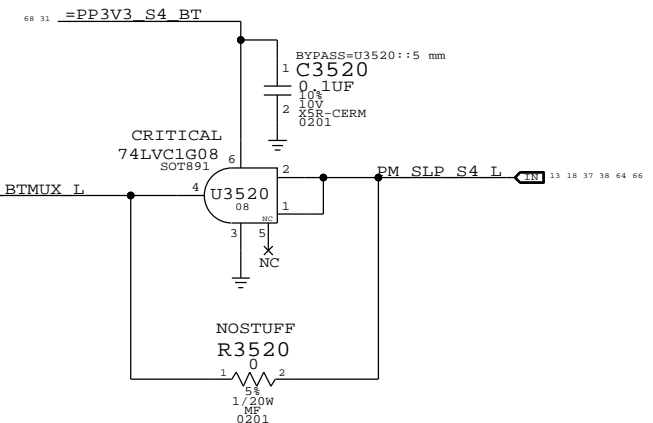 68 31 =PP3V3_S4_BT
BYPASS=U3520::5 mm
1 C3520
0.1UF
10%
10V
2 X5R-CERM
0201
CRITICAL
74LVC1G08
SOT891
6
2
PM_SLP_S4_L IN 13 18 37 38 64 66
BTMUX_L 4 U3520
08
1
NC
3 5
NC
NOSTUFF
R3520
0
1 2
5%
1/20W
MF
0201